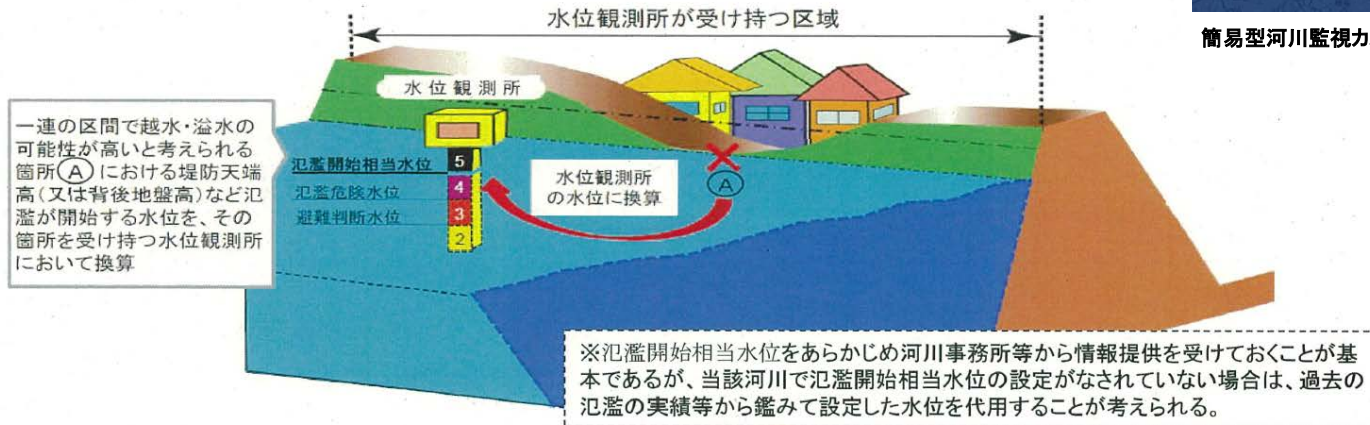 水位観測所が受け持つ区域
簡易型河川監視カ
水位観測所
一連の区間で越水・溢水の
可能性が高いと考えられる
箇所Ⓐにおける堤防天端
高(又は背後地盤高)など氾
濫が開始する水位を、その
箇所を受け持つ水位観測所
において換算
氾濫開始相当水位 5
氾濫危険水位 4
避難判断水位 3
2
水位観測所
の水位に換算
Ⓐ
※氾濫開始相当水位をあらかじめ河川事務所等から情報提供を受けておくことが基
本であるが、当該河川で氾濫開始相当水位の設定がなされていない場合は、過去の
氾濫の実績等から鑑みて設定した水位を代用することが考えられる。